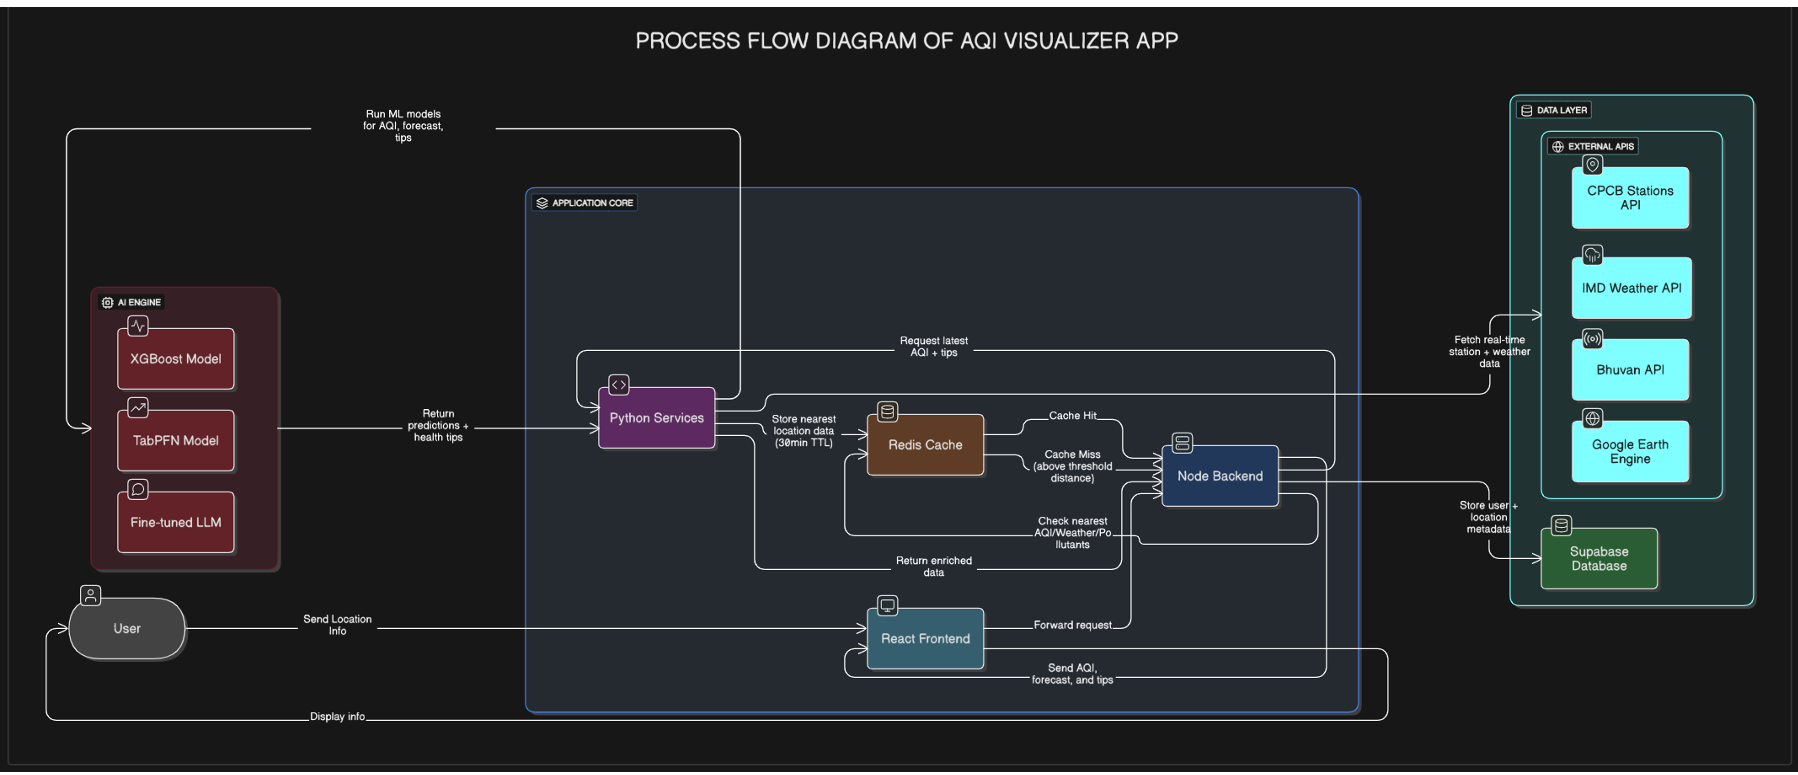 PROCESS FLOW DIAGRAM OF AQI VISUALIZER APP
Run ML models
for AQI, forecast,
tips
DATA LAYER
EXTERNAL APIS
CPCB Stations
API
IMD Weather API
Bhuvan API
Google Earth
Engine
APPLICATION CORE
AI ENGINE
XGBoost Model
TabPFN Model
Fine-tuned LLM
Return
predictions +
health tips
Request latest
AQI + tips
Fetch real-time
station + weather
data
Python Services
Store nearest
location data
(30min TTL)
Redis Cache
Cache Hit
Cache Miss
(above threshold
distance)
Node Backend
Check nearest
AQI/Weather/Po
llutants
Return enriched
data
Store user +
location
metadata
Supabase
Database
User
Send Location
Info
React Frontend
Forward request
Send AQI,
forecast, and tips
Display info